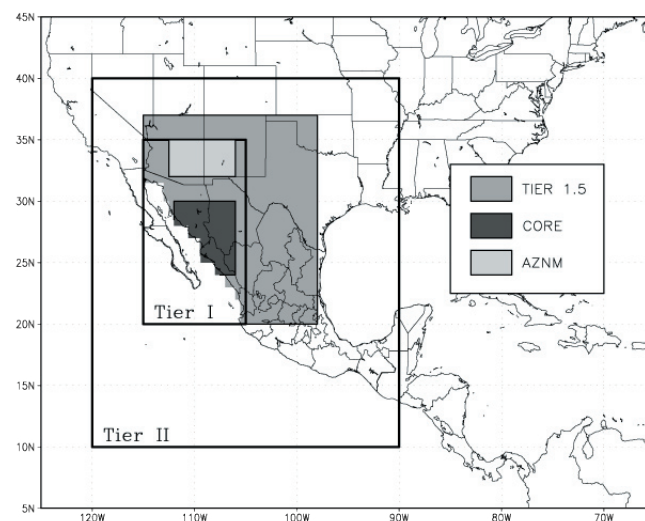 45N
40N
35N
30N
25N
20N
15N
10N
5N
TIER 1.5
CORE
AZNM
Tier I
Tier II
120W
110W
100W
90W
80W
70W